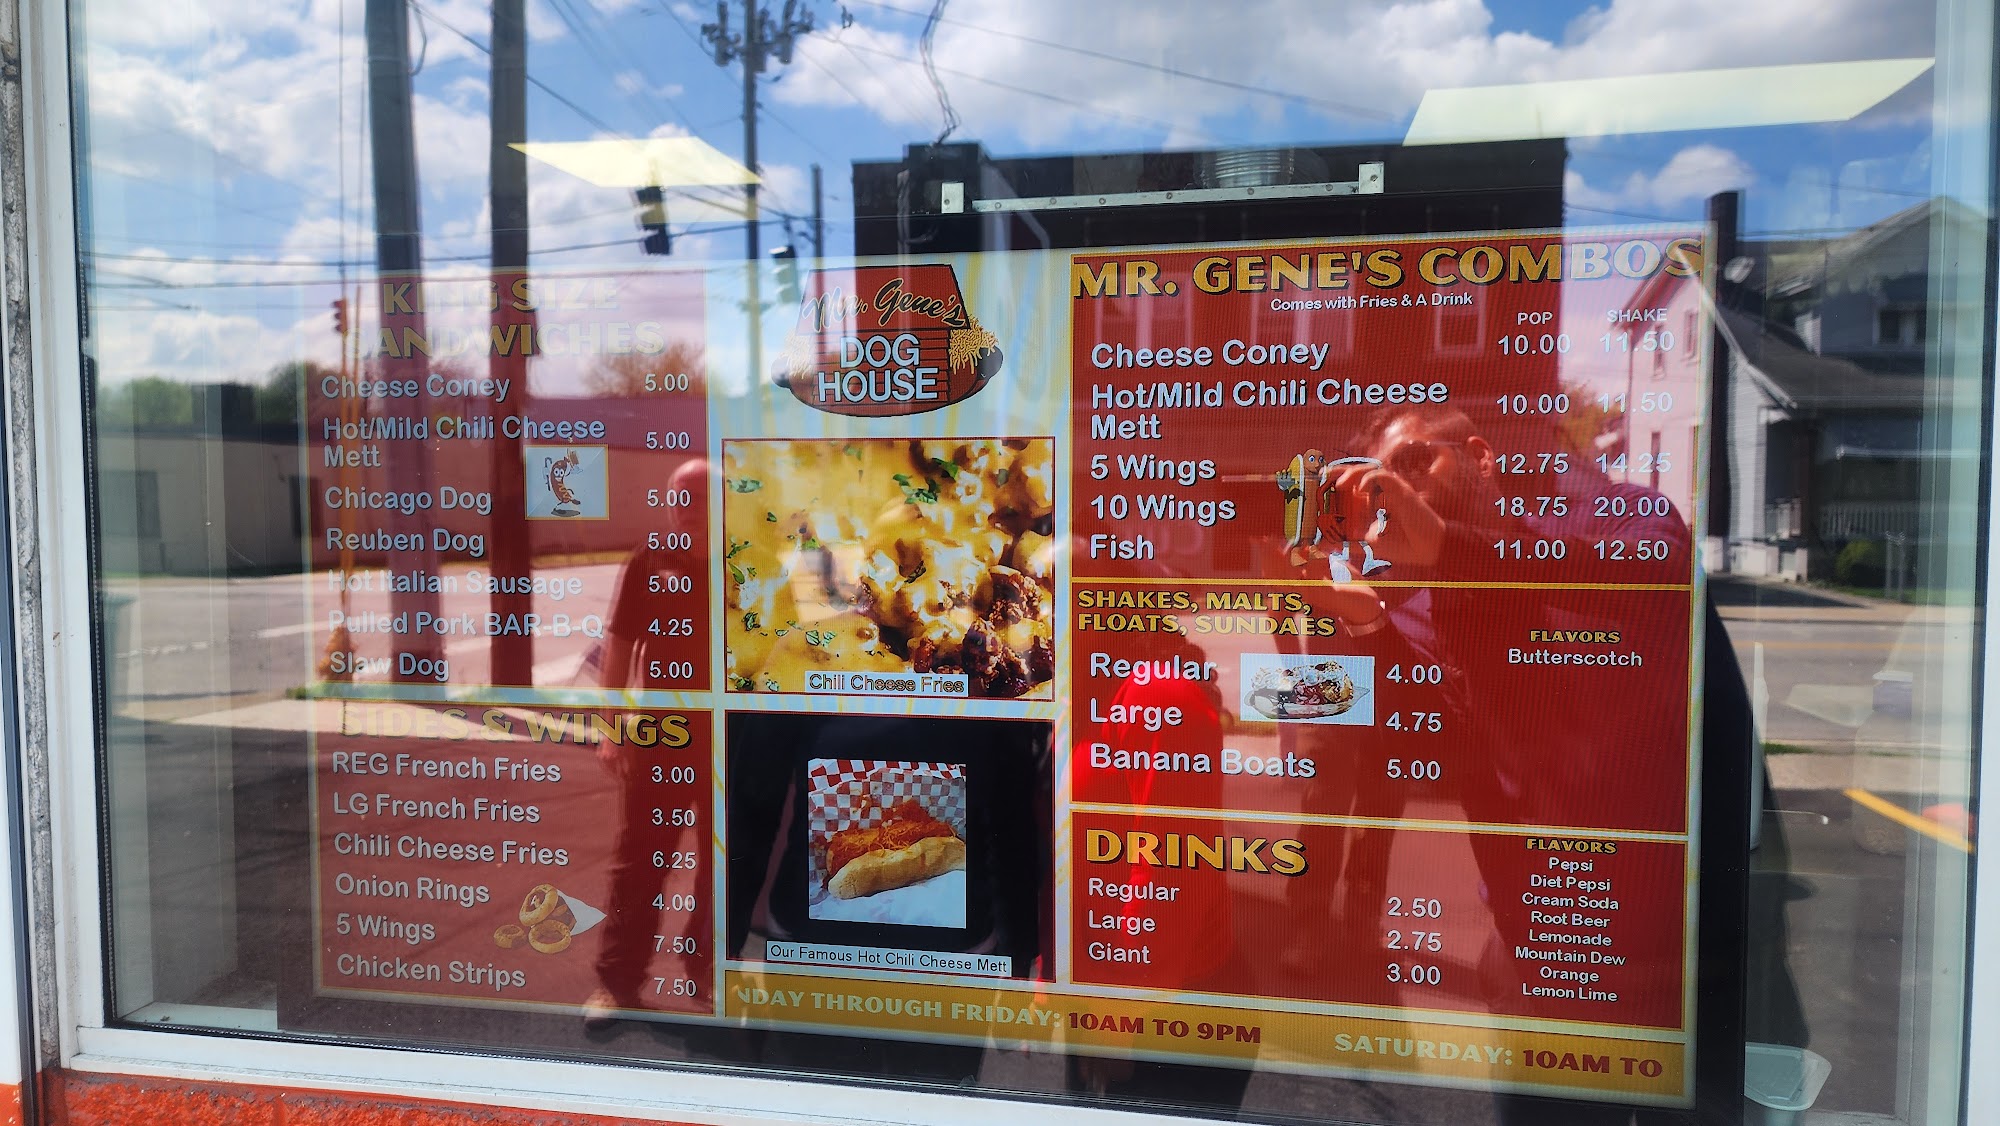 KING SIZE
SANDWICHES
Cheese Coney 5.00
Hot/Mild Chili Cheese
Mett 5.00
Chicago Dog 5.00
Reuben Dog 5.00
Hot Italian Sausage 5.00
Pulled Pork BAR-B-Q 4.25
Slaw Dog 5.00
SIDES & WINGS
REG French Fries 3.00
LG French Fries 3.50
Chili Cheese Fries 6.25
Onion Rings 4.00
5 Wings 7.50
Chicken Strips 7.50
Mr. Gene's
DOG
HOUSE
Chili Cheese Fries
Our Famous Hot Chili Cheese Mett
MR. GENE'S COMBOS
Comes with Fries & A Drink
POP SHAKE
Cheese Coney 10.00 11.50
Hot/Mild Chili Cheese
Mett 10.00 11.50
5 Wings 12.75 14.25
10 Wings 18.75 20.00
Fish 11.00 12.50
SHAKES, MALTS,
FLOATS, SUNDAES
Regular 4.00
Large 4.75
Banana Boats 5.00
FLAVORS
Butterscotch
DRINKS
Regular 2.50
Large 2.75
Giant 3.00
FLAVORS
Pepsi
Diet Pepsi
Cream Soda
Root Beer
Lemonade
Mountain Dew
Orange
Lemon Lime
NDAY THROUGH FRIDAY: 10AM TO 9PM SATURDAY: 10AM TO